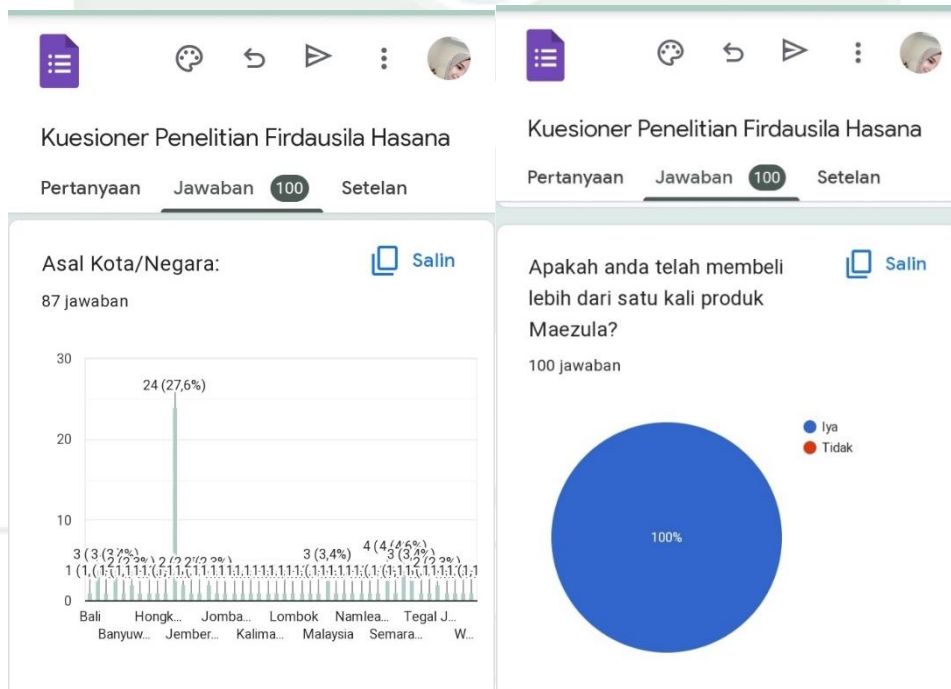 Kuesioner Penelitian Firdausila Hasana
Pertanyaan Jawaban 100 Setelan
Asal Kota/Negara:
Salin
87 jawaban
30
24 (27,6%)
20
10
3 (3,4%)
0
Bali Hongk... Jomba... Lombok Namlea... Tegal J...
Banyuw... Jember... Kalima... Malaysia Semara... W...
Kuesioner Penelitian Firdausila Hasana
Pertanyaan Jawaban 100 Setelan
Apakah anda telah membeli
lebih dari satu kali produk
Maezula?
Salin
100 jawaban
Iya
Tidak
100%